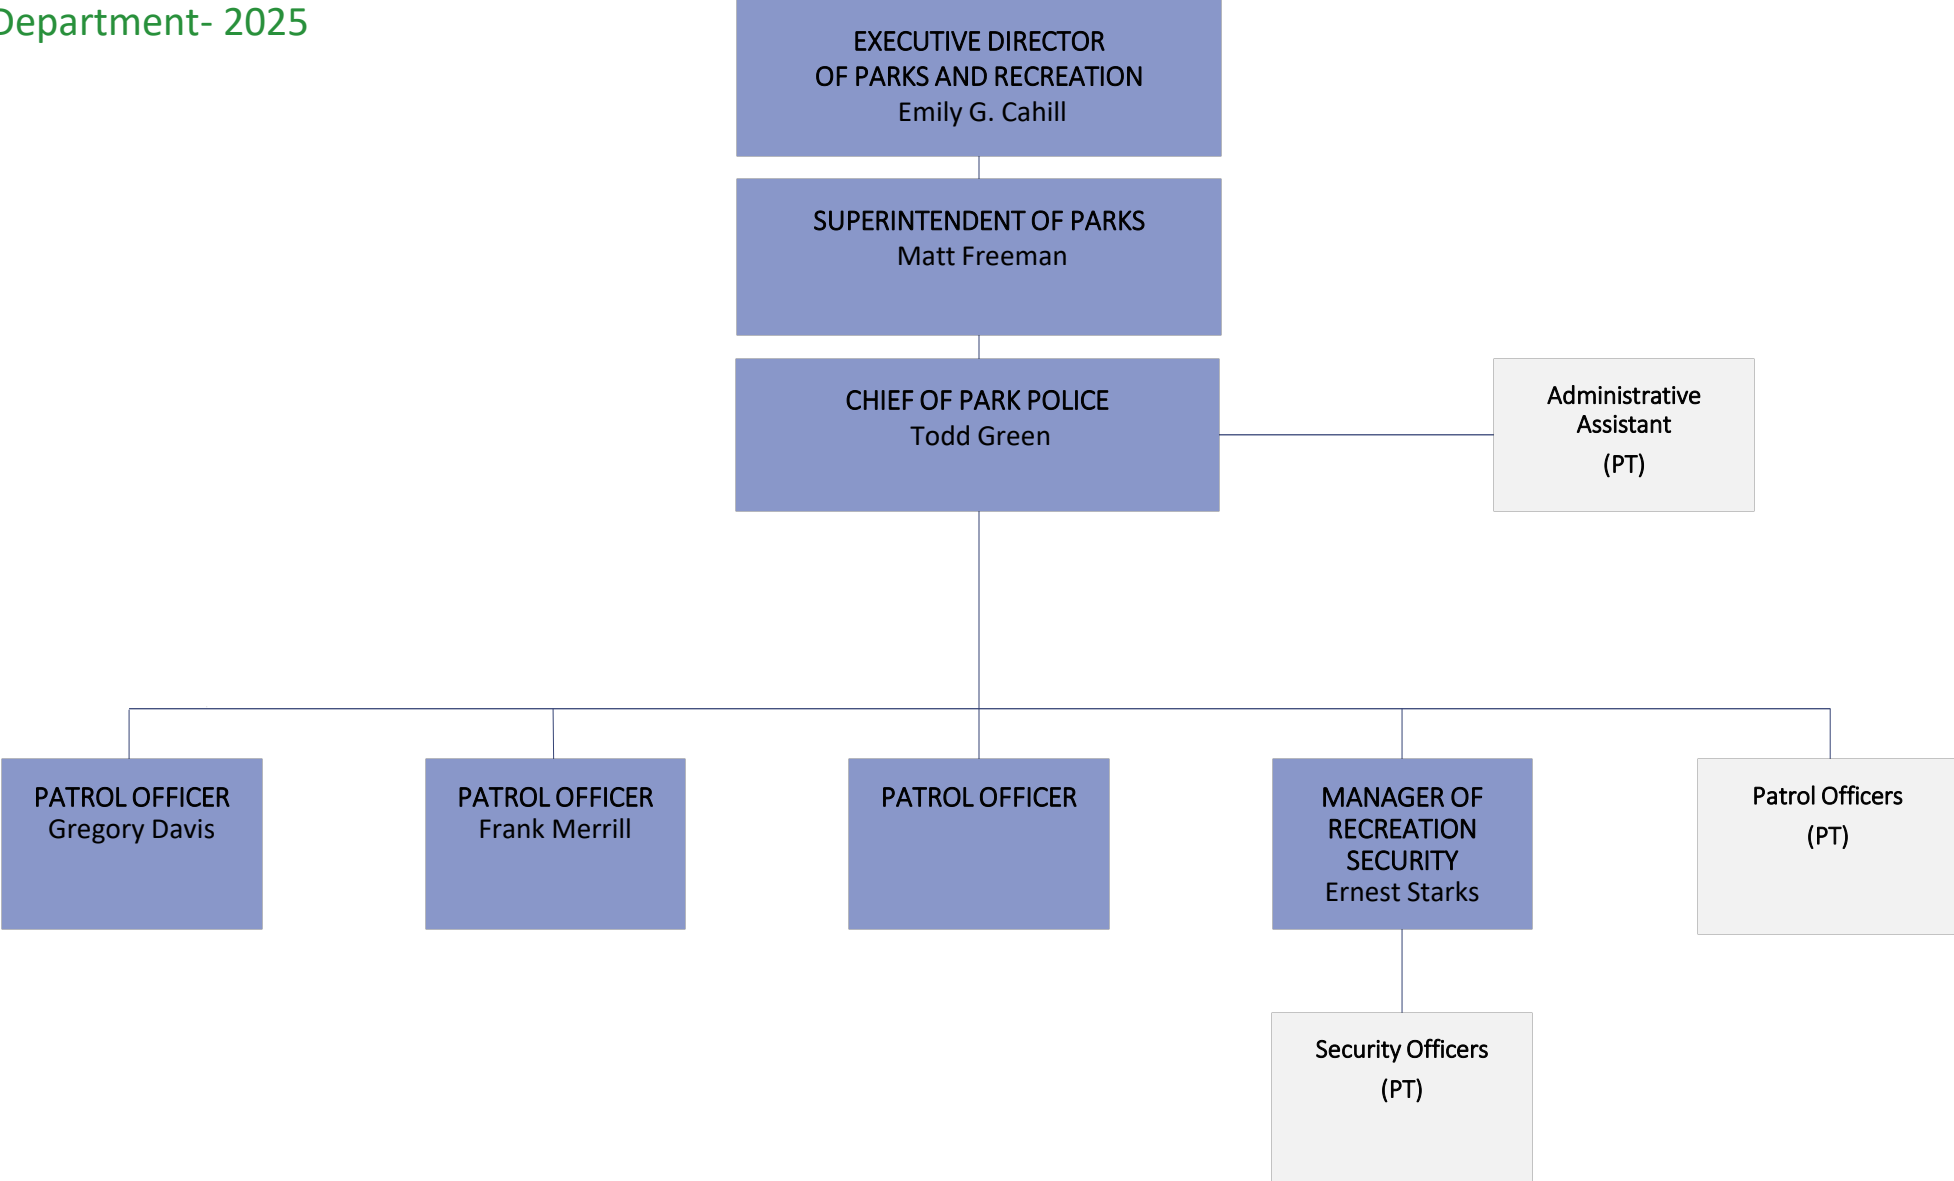 Department- 2025
EXECUTIVE DIRECTOR
OF PARKS AND RECREATION
Emily G. Cahill
SUPERINTENDENT OF PARKS
Matt Freeman
CHIEF OF PARK POLICE
Todd Green
Administrative
Assistant
(PT)
PATROL OFFICER
Gregory Davis
PATROL OFFICER
Frank Merrill
PATROL OFFICER
MANAGER OF
RECREATION
SECURITY
Ernest Starks
Patrol Officers
(PT)
Security Officers
(PT)